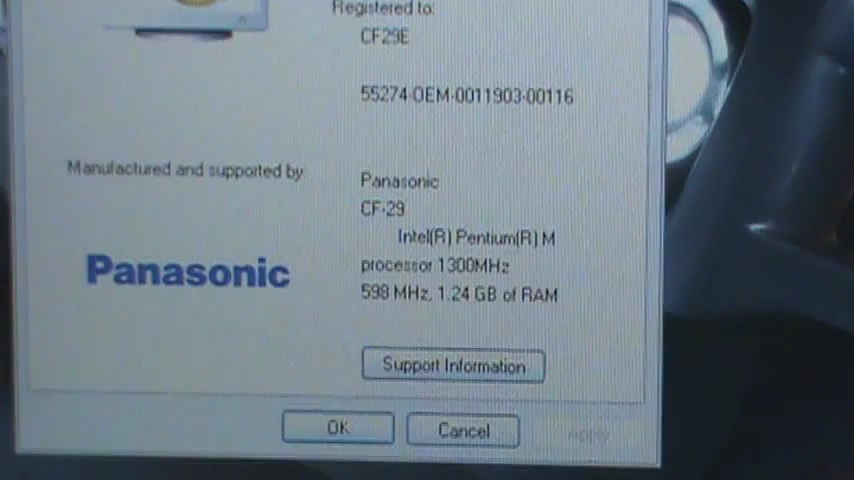 Registered to:
CF29E
55274-OEM-0011903-00116
Manufactured and supported by
Panasonic
CF-29
Intel(R) Pentium(R) M
processor 1300MHz
598 MHz, 1.24 GB of RAM
Panasonic
Support Information
OK
Cancel
Apply